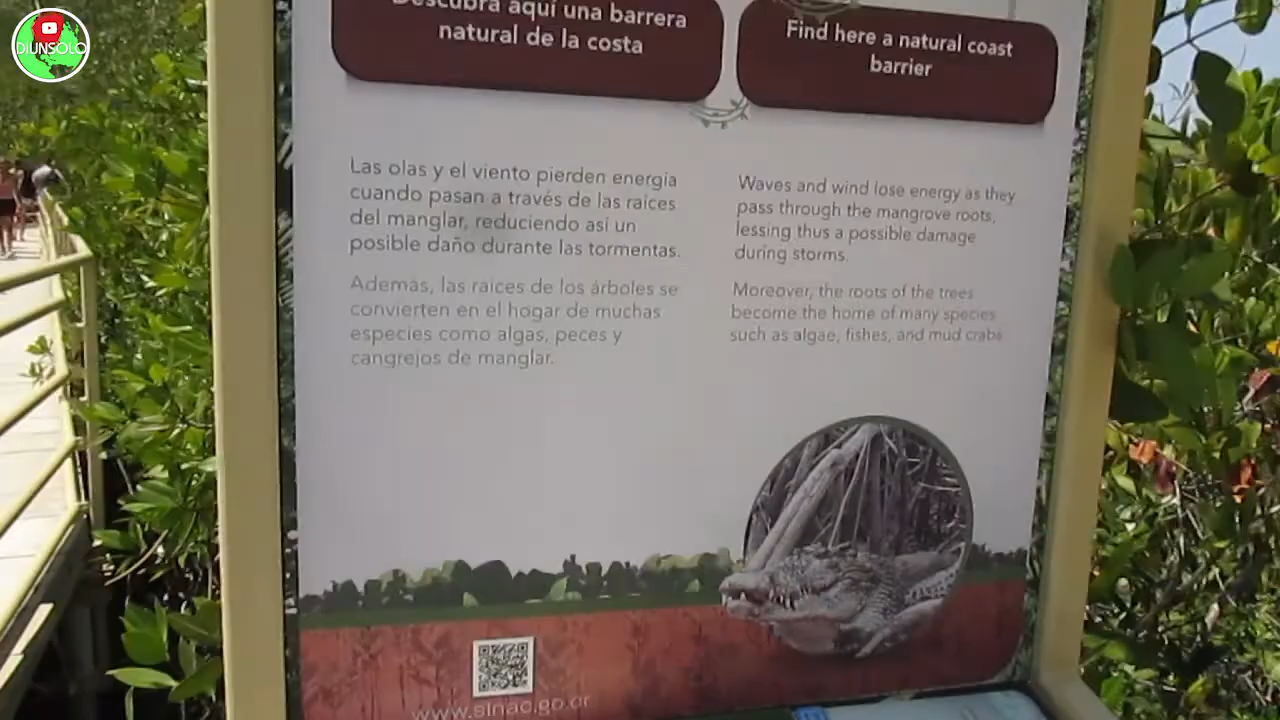 DIUNSOLO
Descubra aquí una barrera
natural de la costa
Find here a natural coast
barrier
Las olas y el viento pierden energía
cuando pasan a través de las raíces
del manglar, reduciendo así un
posible daño durante las tormentas.
Además, las raíces de los árboles se
convierten en el hogar de muchas
especies como algas, peces y
cangrejos de manglar.
Waves and wind lose energy as they
pass through the mangrove roots,
lessing thus a possible damage
during storms.
Moreover, the roots of the trees
become the home of many species
such as algae, fishes, and mud crabs
www.sinac.go.cr